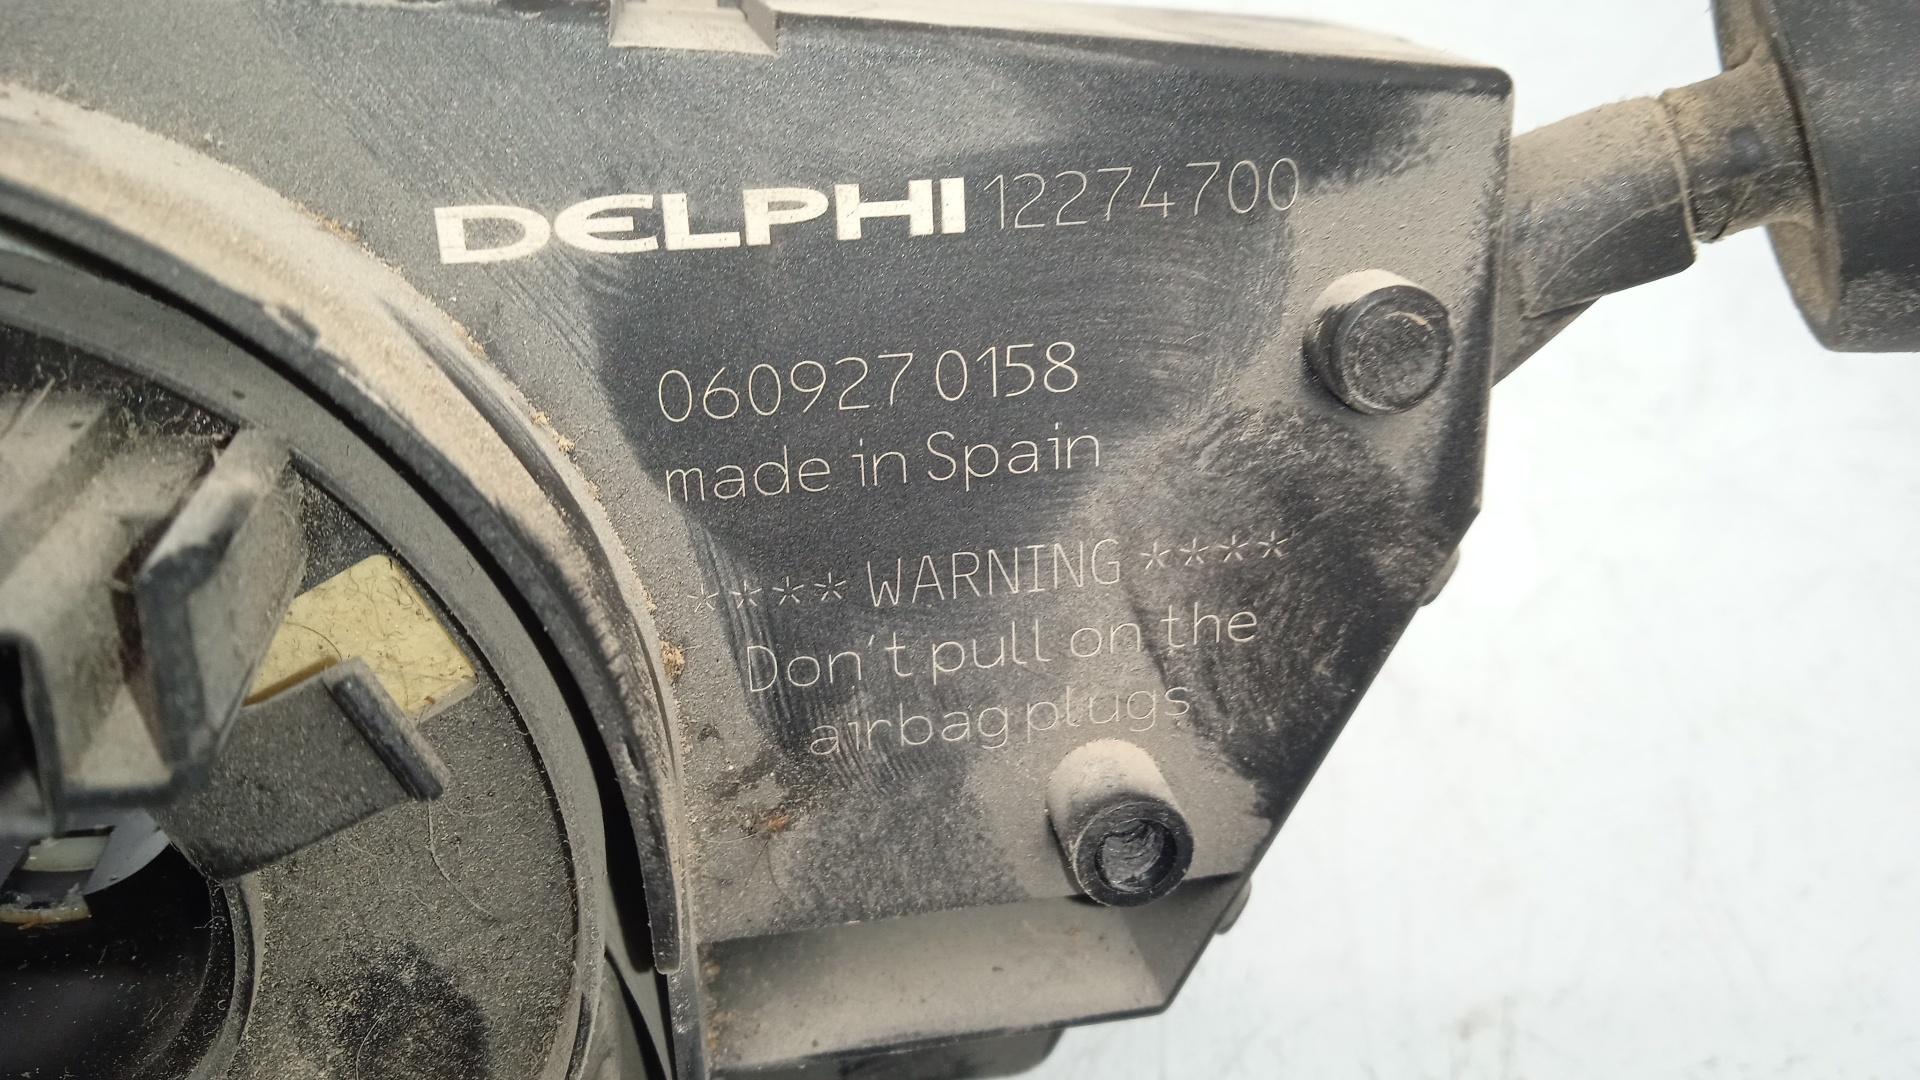 DELPHI 12274700
060927 0158
made in Spain
**** WARNING ****
Don't pull on the
airbag plugs